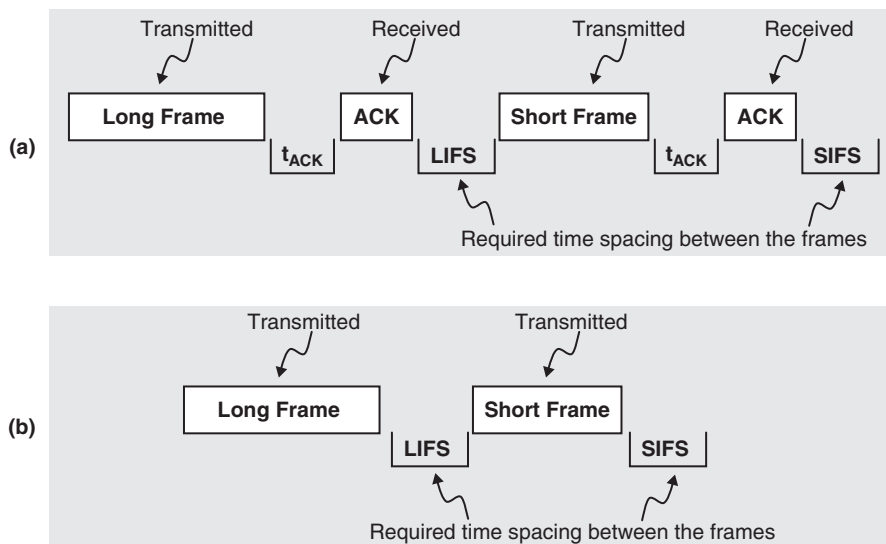 Transmitted Received Transmitted Received
(a) Long Frame ACK Short Frame ACK
tACK LIFS tACK SIFS
Required time spacing between the frames
Transmitted Transmitted
(b) Long Frame Short Frame
LIFS SIFS
Required time spacing between the frames